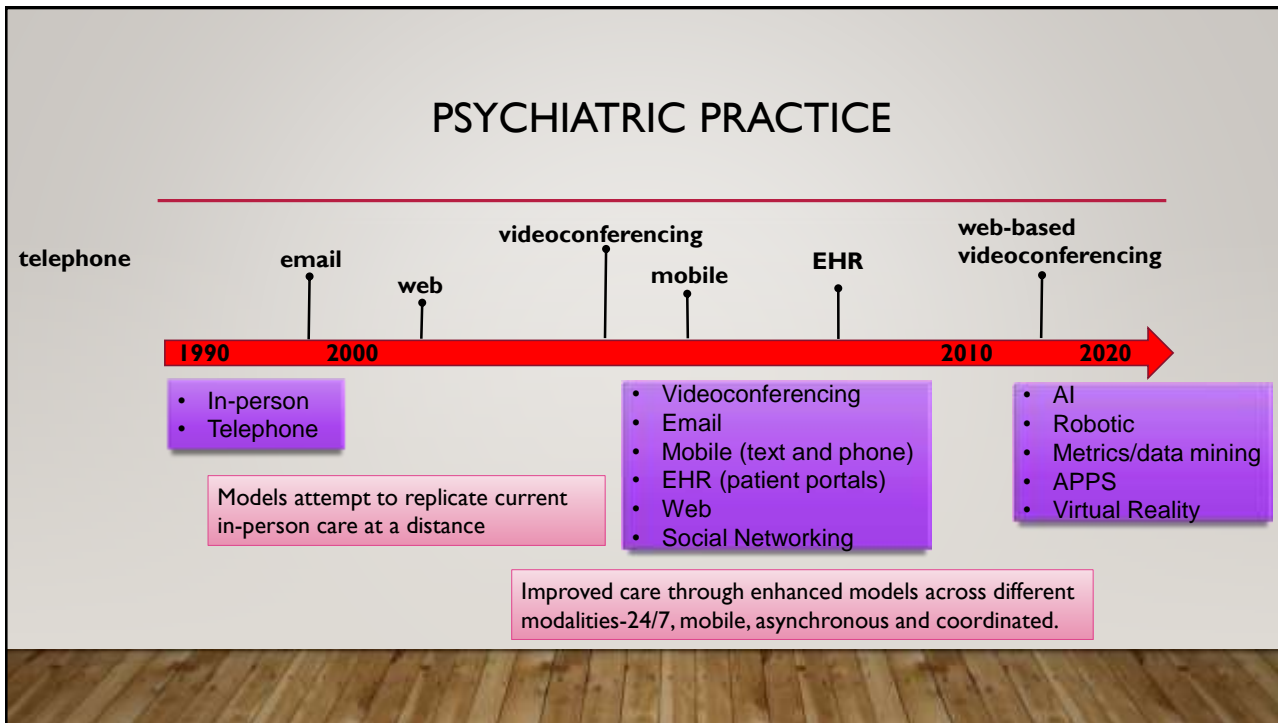 PSYCHIATRIC PRACTICE
telephone
email
web
videoconferencing
mobile
EHR
web-based
videoconferencing
1990
2000
2010
2020
• In-person
• Telephone
Models attempt to replicate current
in-person care at a distance
• Videoconferencing
• Email
• Mobile (text and phone)
• EHR (patient portals)
• Web
• Social Networking
• AI
• Robotic
• Metrics/data mining
• APPS
• Virtual Reality
Improved care through enhanced models across different
modalities-24/7, mobile, asynchronous and coordinated.